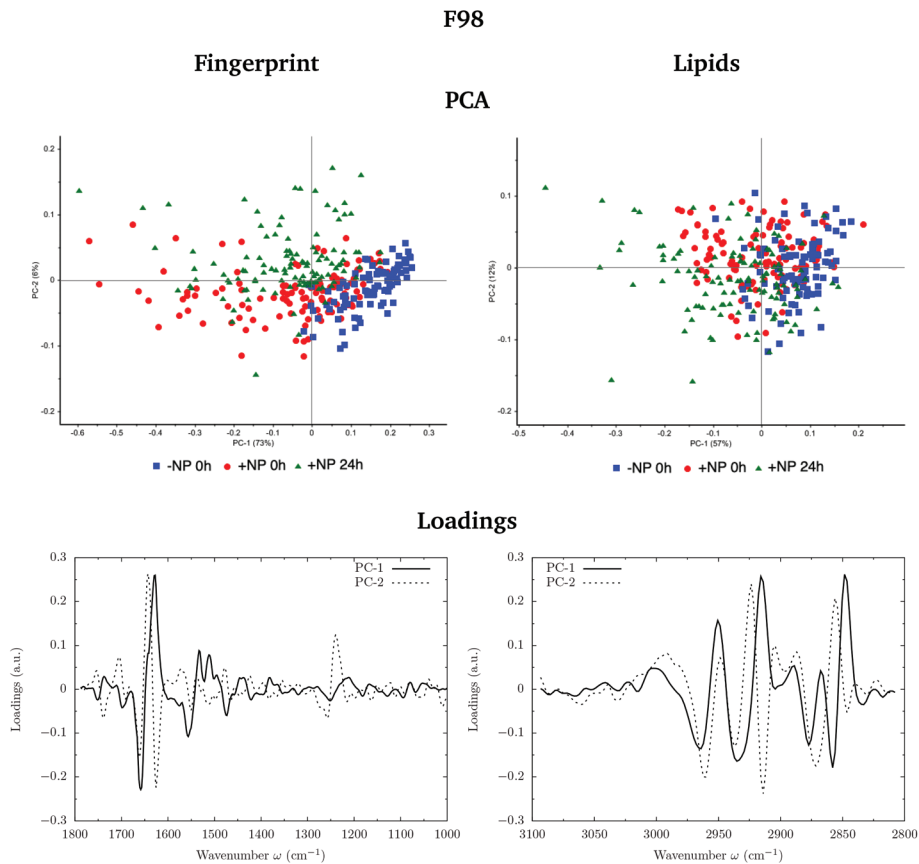 F98
Fingerprint
Lipids
PCA
0.2
0.1
0
-0.1
-0.2
PC-2 (6%)
-0.6 -0.5 -0.4 -0.3 -0.2 -0.1 0 0.1 0.2 0.3
PC-1 (73%)
-NP 0h +NP 0h +NP 24h
0.1
0
-0.1
-0.2
PC-2 (12%)
-0.5 -0.4 -0.3 -0.2 -0.1 0 0.1 0.2 0.3
PC-1 (57%)
-NP 0h +NP 0h +NP 24h
Loadings
0.3
0.2
0.1
0
−0.1
−0.2
−0.3
Loadings (a.u.)
PC-1
PC-2
1800 1700 1600 1500 1400 1300 1200 1100 1000
Wavenumber ω (cm⁻¹)
0.3
0.2
0.1
0
−0.1
−0.2
−0.3
Loadings (a.u.)
PC-1
PC-2
3100 3050 3000 2950 2900 2850 2800
Wavenumber ω (cm⁻¹)